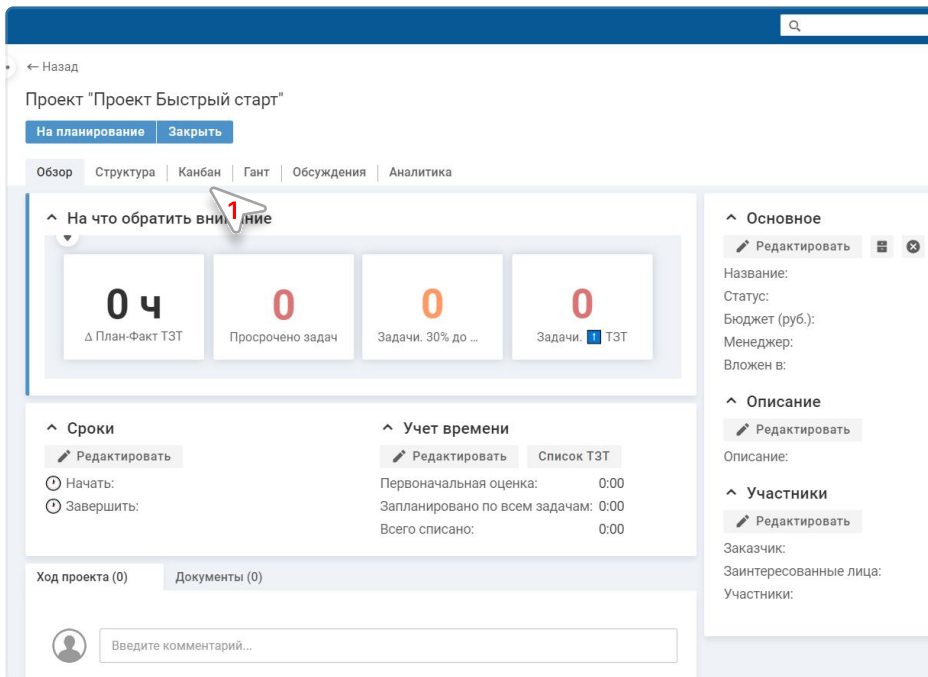 ← Назад
Проект "Проект Быстрый старт"
На планирование Закрыть
Обзор Структура Канбан Гант Обсуждения Аналитика
1
На что обратить внимание
0 ч 0 0 0
Δ План-Факт ТЗТ Просрочено задач Задачи. 30% до ... Задачи. ↑ ТЗТ
Сроки
Редактировать
Начать:
Завершить:
Учет времени
Редактировать Список ТЗТ
Первоначальная оценка: 0:00
Запланировано по всем задачам: 0:00
Всего списано: 0:00
Ход проекта (0) Документы (0)
Введите комментарий...
Основное
Редактировать
Название:
Статус:
Бюджет (руб.):
Менеджер:
Вложен в:
Описание
Редактировать
Описание:
Участники
Редактировать
Заказчик:
Заинтересованные лица:
Участники: